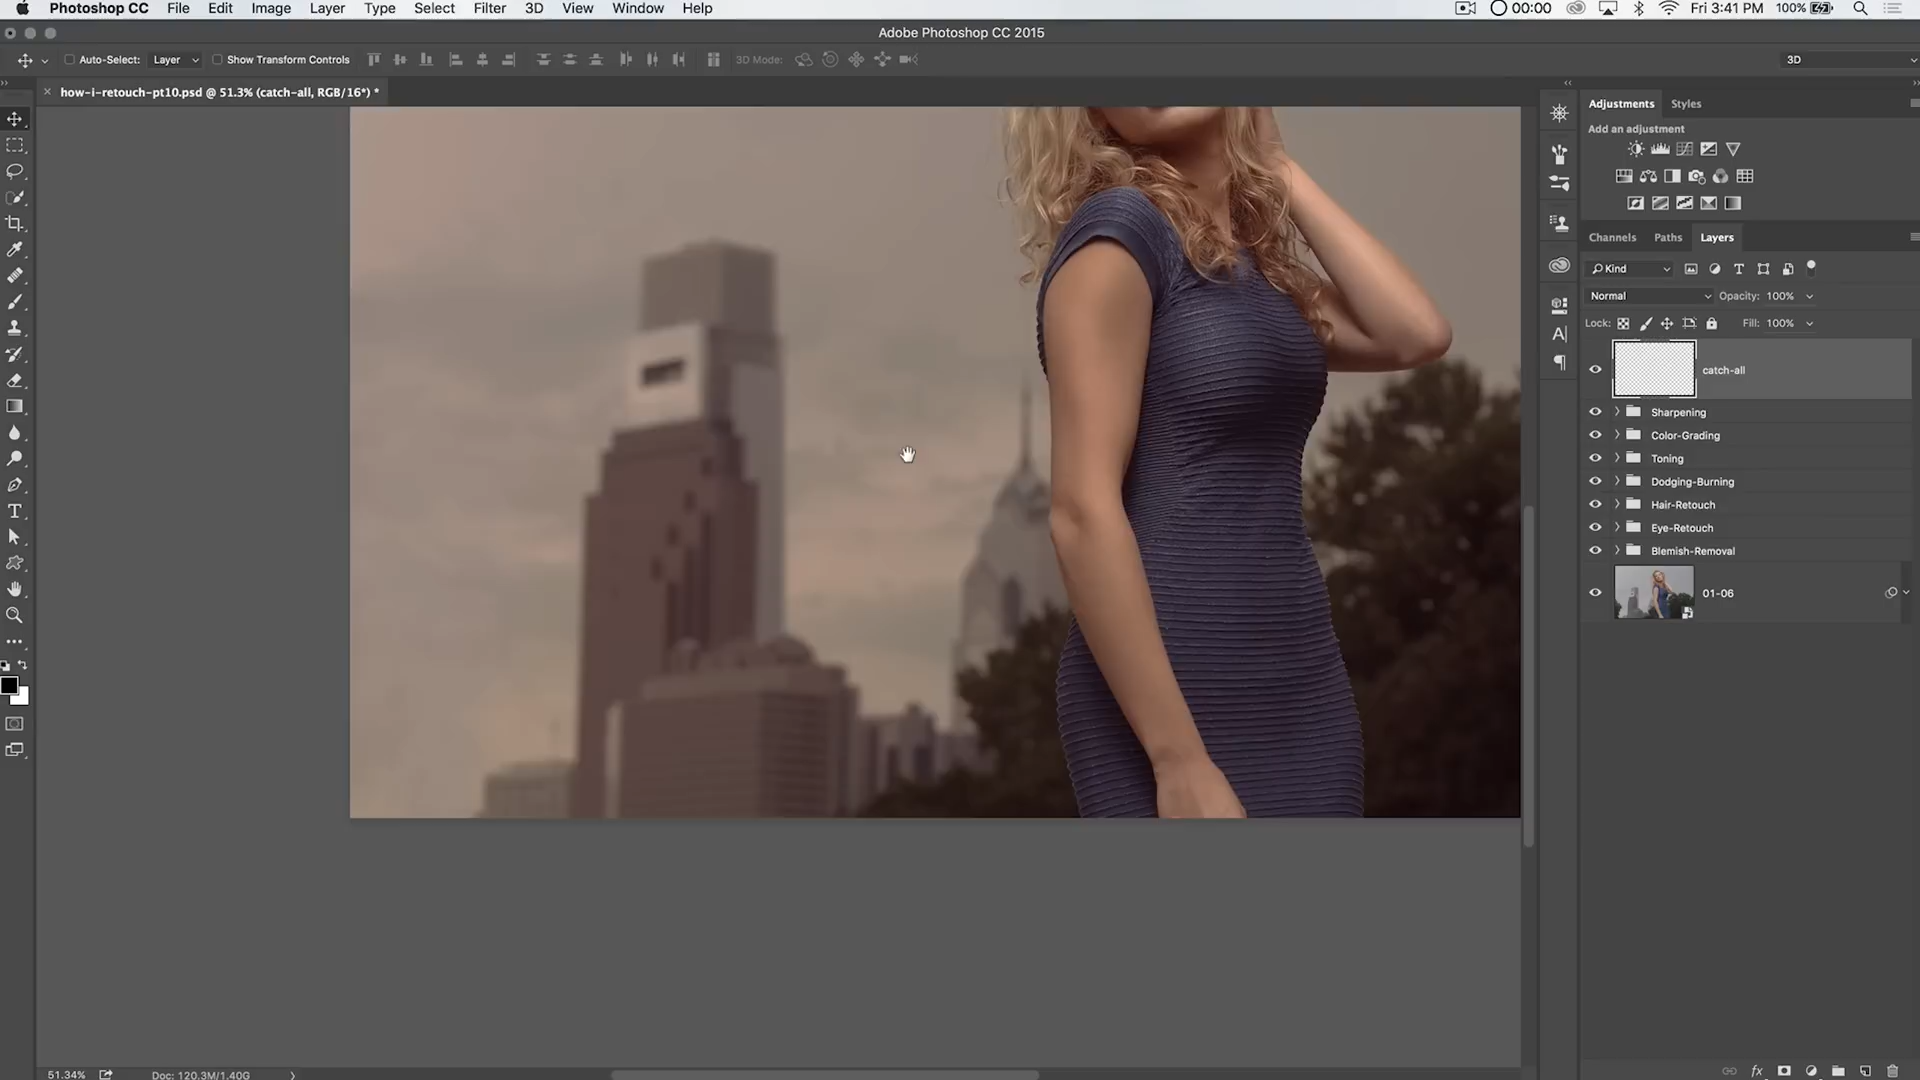 Photoshop CC File Edit Image Layer Type Select Filter 3D View Window Help 00:00 Fri 3:41 PM 100%
Adobe Photoshop CC 2015
Auto-Select: Layer Show Transform Controls 3D Mode: 3D
how-i-retouch-pt10.psd @ 51.3% (catch-all, RGB/16*) *
Adjustments Styles
Add an adjustment
Channels Paths Layers
Kind
Normal Opacity: 100%
Lock: Fill: 100%
catch-all
Sharpening
Color-Grading
Toning
Dodging-Burning
Hair-Retouch
Eye-Retouch
Blemish-Removal
01-06
51.34% Doc: 120.3M/1.40G